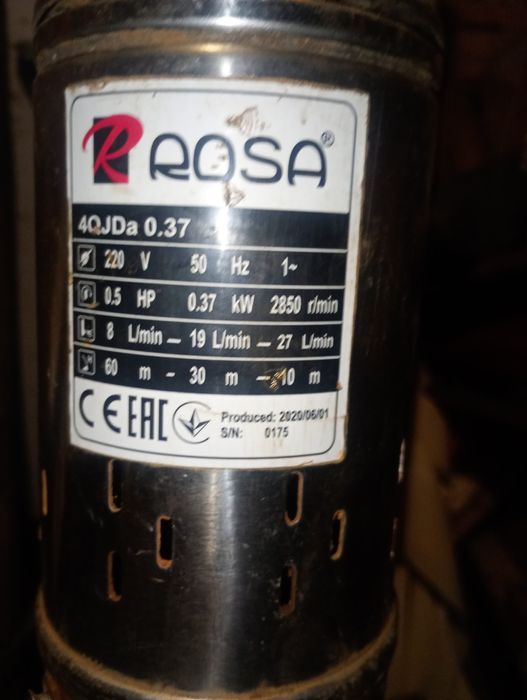 R ROSA®
4QJDa 0.37
220 V 50 Hz 1~
0.5 HP 0.37 kW 2850 r/min
8 L/min – 19 L/min – 27 L/min
60 m - 30 m – 10 m
CE EAC Produced: 2020/06/01
S/N: 0175